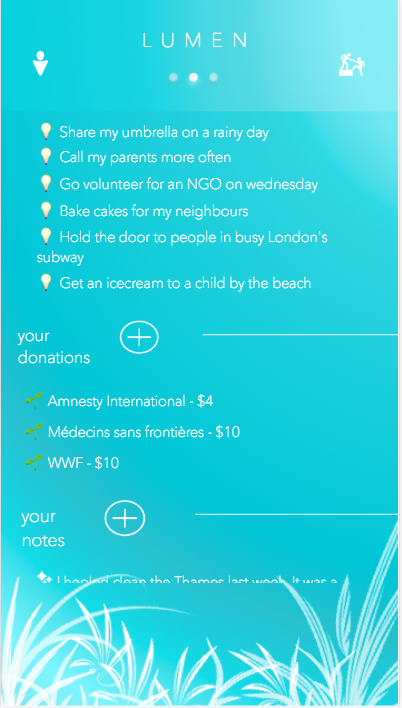 LUMEN
Share my umbrella on a rainy day
Call my parents more often
Go volunteer for an NGO on wednesday
Bake cakes for my neighbours
Hold the door to people in busy London's
subway
Get an icecream to a child by the beach
your
donations
Amnesty International - $4
Médecins sans frontières - $10
WWF - $10
your
notes
I helped clean the Thames last week. It was a